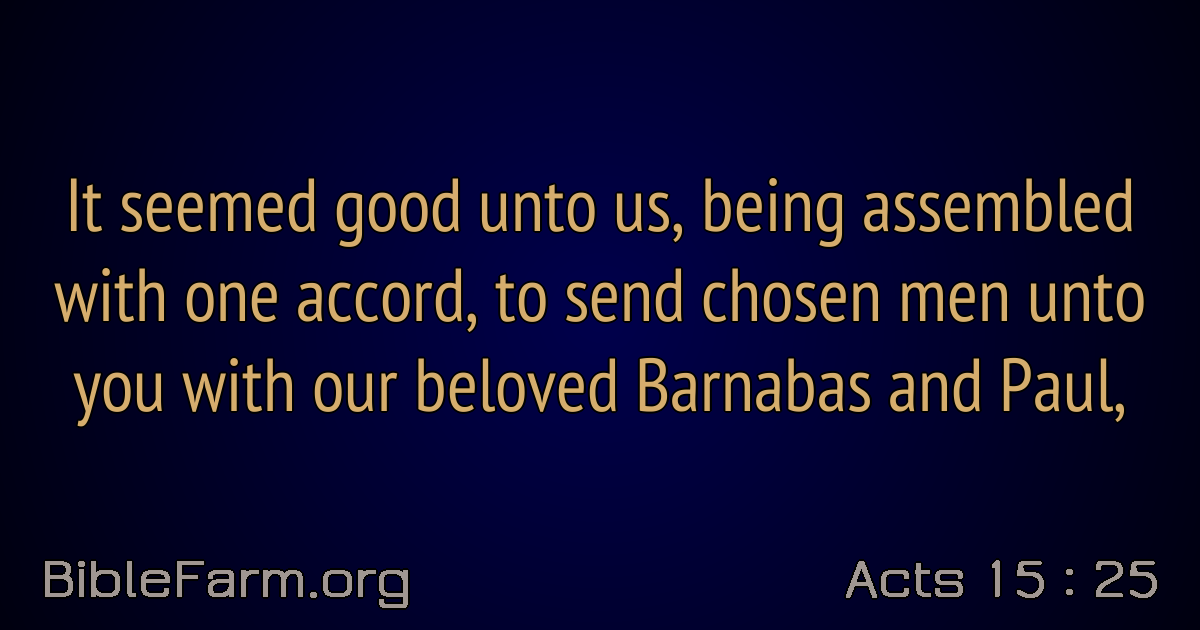 It seemed good unto us, being assembled
with one accord, to send chosen men unto
you with our beloved Barnabas and Paul,
BibleFarm.org
Acts 15 : 25